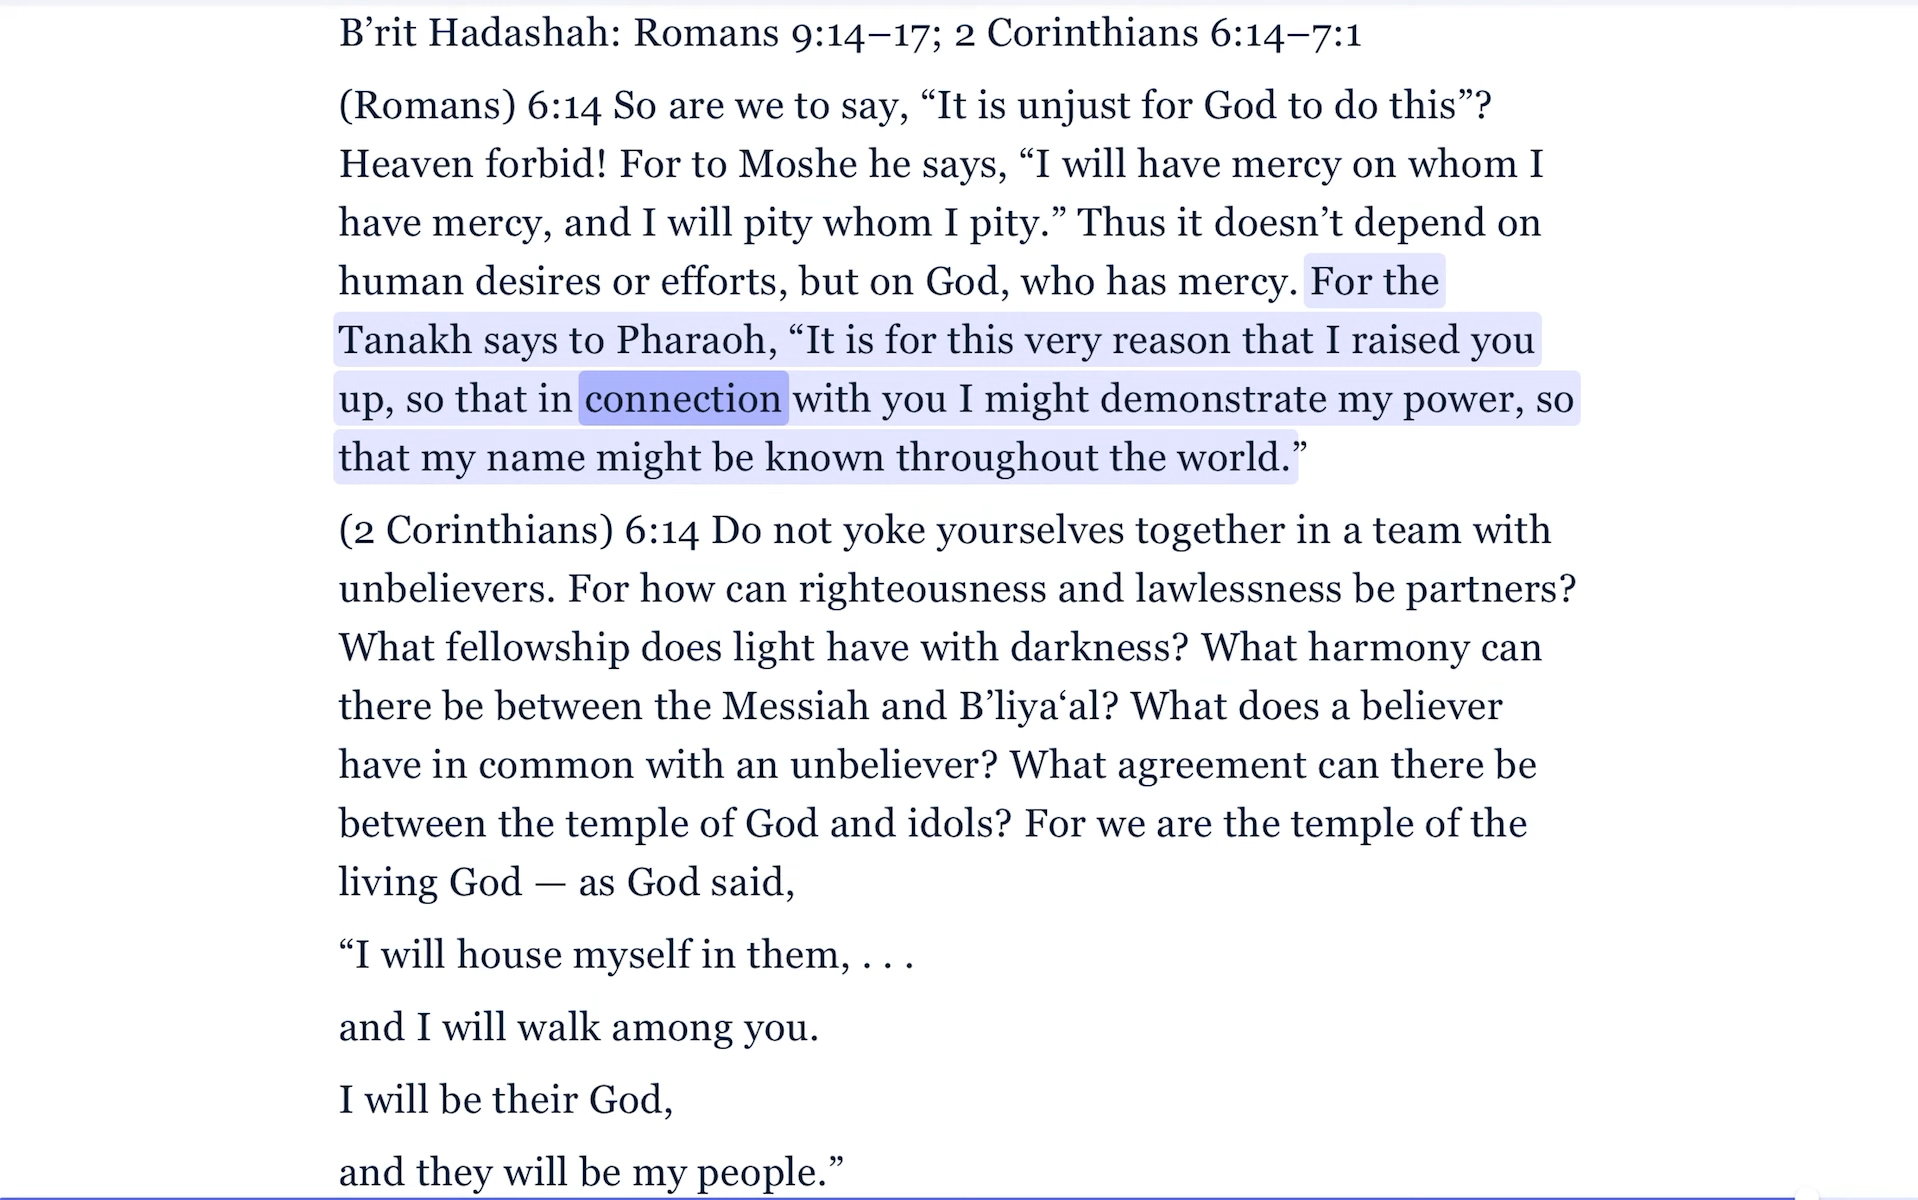 B’rit Hadashah: Romans 9:14–17; 2 Corinthians 6:14–7:1
(Romans) 6:14 So are we to say, “It is unjust for God to do this”?
Heaven forbid! For to Moshe he says, “I will have mercy on whom I
have mercy, and I will pity whom I pity.” Thus it doesn’t depend on
human desires or efforts, but on God, who has mercy. For the
Tanakh says to Pharaoh, “It is for this very reason that I raised you
up, so that in connection with you I might demonstrate my power, so
that my name might be known throughout the world.”
(2 Corinthians) 6:14 Do not yoke yourselves together in a team with
unbelievers. For how can righteousness and lawlessness be partners?
What fellowship does light have with darkness? What harmony can
there be between the Messiah and B’liya‘al? What does a believer
have in common with an unbeliever? What agreement can there be
between the temple of God and idols? For we are the temple of the
living God — as God said,
“I will house myself in them, . . .
and I will walk among you.
I will be their God,
and they will be my people.”